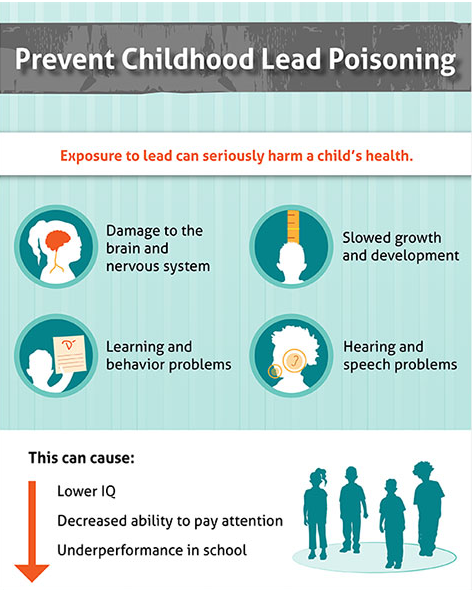 Prevent Childhood Lead Poisoning
Exposure to lead can seriously harm a child's health.
Damage to the
brain and
nervous system
Slowed growth
and development
Learning and
behavior problems
Hearing and
speech problems
This can cause:
Lower IQ
Decreased ability to pay attention
Underperformance in school